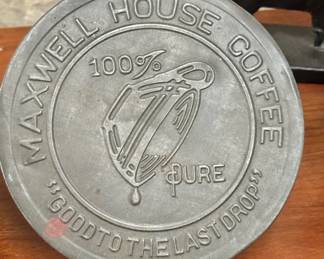 MAXWELL HOUSE COFFEE
100%
PURE
"GOOD TO THE LAST DROP"